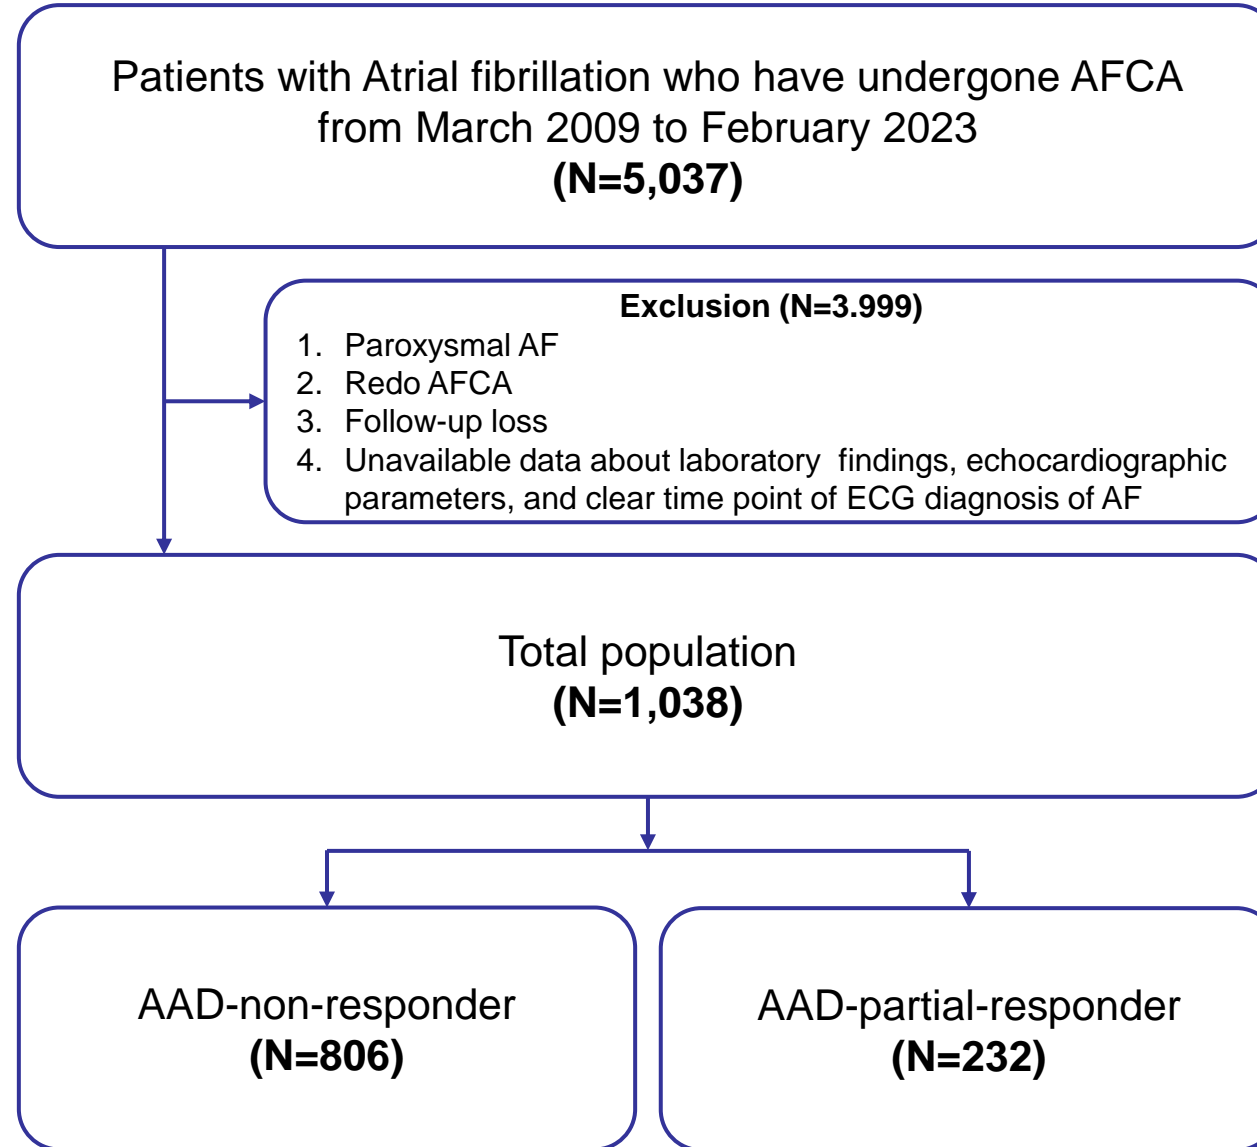 Patients with Atrial fibrillation who have undergone AFCA
from March 2009 to February 2023
(N=5,037)
Exclusion (N=3.999)
1. Paroxysmal AF
2. Redo AFCA
3. Follow-up loss
4. Unavailable data about laboratory findings, echocardiographic
parameters, and clear time point of ECG diagnosis of AF
Total population
(N=1,038)
AAD-non-responder
(N=806)
AAD-partial-responder
(N=232)